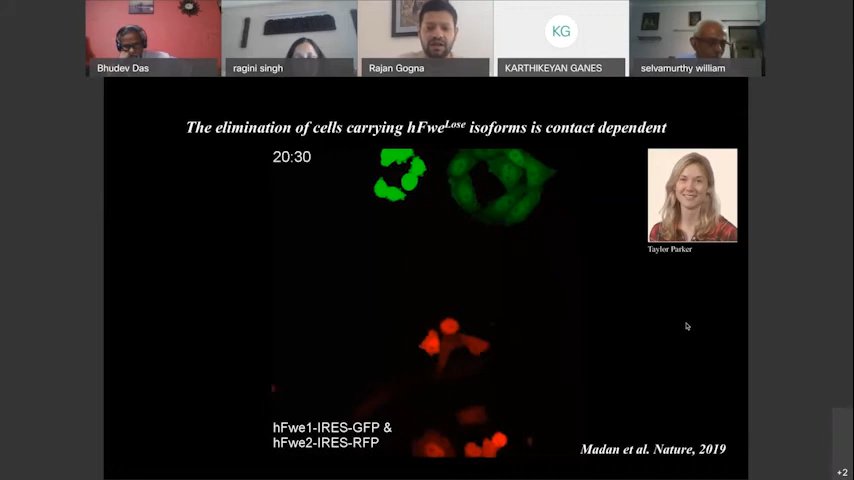 KG
Bhudev Das
ragini singh
Rajan Gogna
KARTHIKEYAN GANES
selvamurthy william
The elimination of cells carrying hFweLose isoforms is contact dependent
20:30
Taylor Parker
hFwe1-IRES-GFP &
hFwe2-IRES-RFP
Madan et al. Nature, 2019
+2